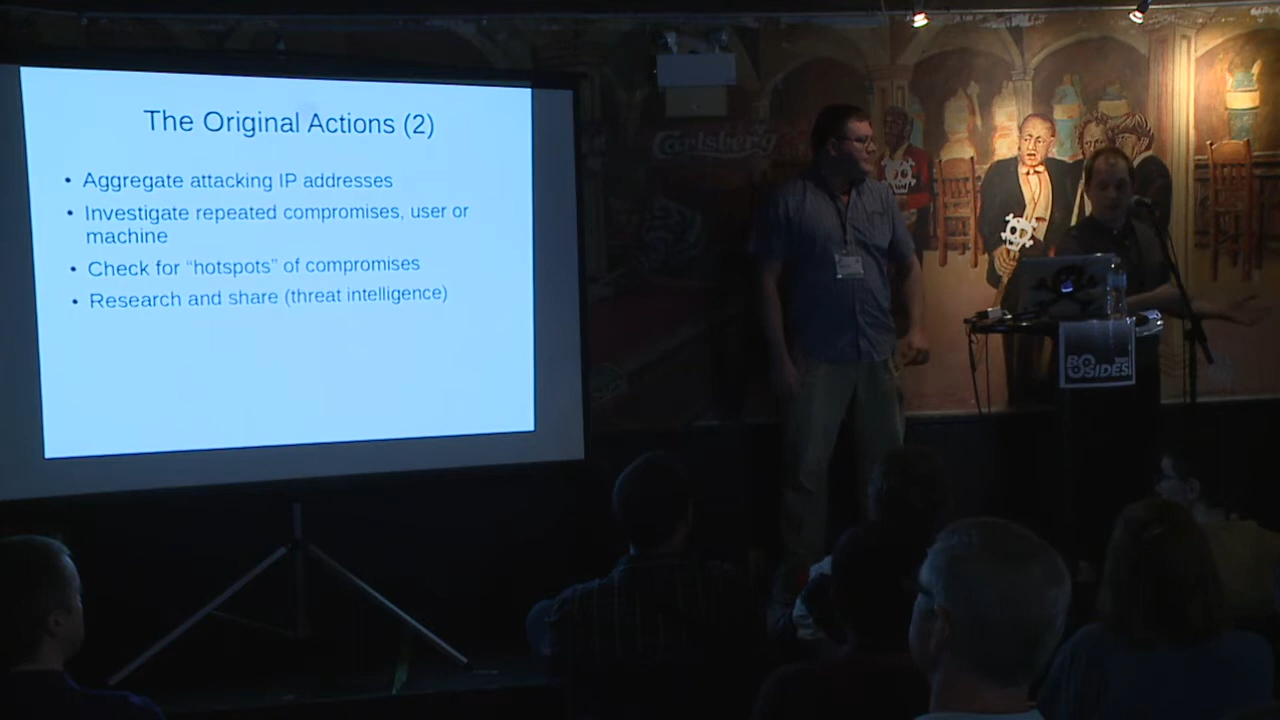 The Original Actions (2)
• Aggregate attacking IP addresses
• Investigate repeated compromises, user or
machine
• Check for “hotspots” of compromises
• Research and share (threat intelligence)
Carlsberg
BSIDES